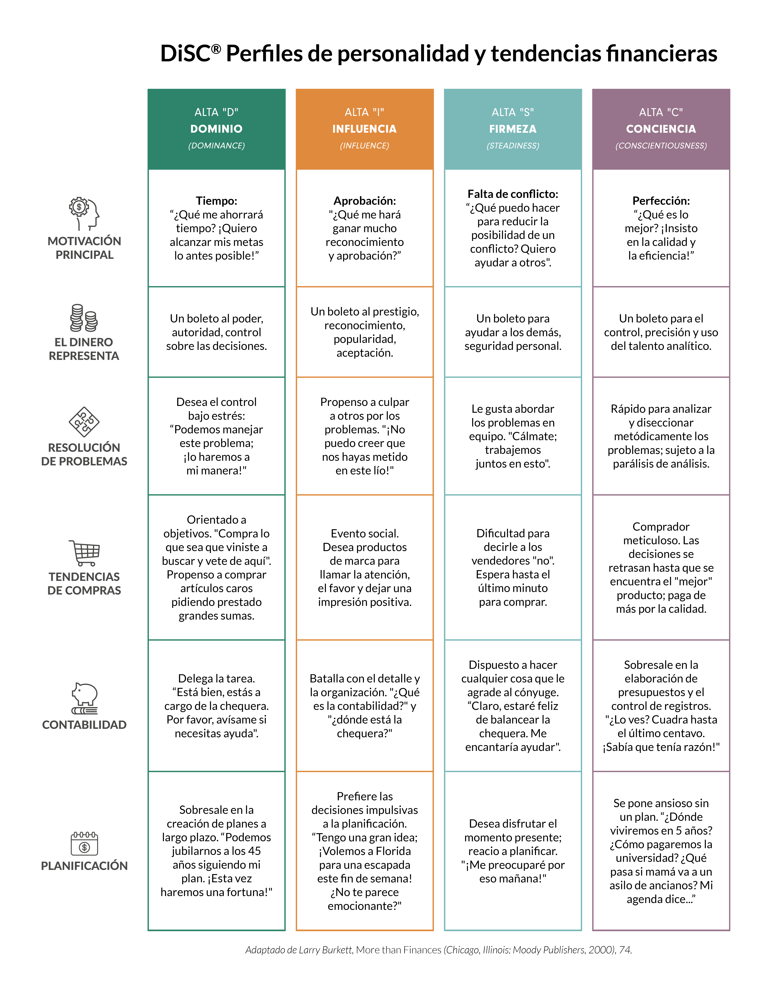 DiSC® Perfiles de personalidad y tendencias financieras
ALTA "D"
DOMINIO
(DOMINANCE)
ALTA "I"
INFLUENCIA
(INFLUENCE)
ALTA "S"
FIRMEZA
(STEADINESS)
ALTA "C"
CONCIENCIA
(CONSCIENTIOUSNESS)
MOTIVACIÓN
PRINCIPAL
Tiempo:
“¿Qué me ahorrará
tiempo? ¡Quiero
alcanzar mis metas
lo antes posible!”
Aprobación:
"¿Qué me hará
ganar mucho
reconocimiento
y aprobación?”
Falta de conflicto:
“¿Qué puedo hacer
para reducir la
posibilidad de un
conflicto? Quiero
ayudar a otros".
Perfección:
“¿Qué es lo
mejor? ¡Insisto
en la calidad y
la eficiencia!”
EL DINERO
REPRESENTA
Un boleto al poder,
autoridad, control
sobre las decisiones.
Un boleto al prestigio,
reconocimiento,
popularidad,
aceptación.
Un boleto para
ayudar a los demás,
seguridad personal.
Un boleto para el
control, precisión y uso
del talento analítico.
RESOLUCIÓN
DE PROBLEMAS
Desea el control
bajo estrés:
“Podemos manejar
este problema;
¡lo haremos a
mi manera!"
Propenso a culpar
a otros por los
problemas. "¡No
puedo creer que
nos hayas metido
en este lío!"
Le gusta abordar
los problemas en
equipo. "Cálmate;
trabajemos
juntos en esto".
Rápido para analizar
y diseccionar
metódicamente los
problemas; sujeto a la
parálisis de análisis.
TENDENCIAS
DE COMPRAS
Orientado a
objetivos. "Compra lo
que sea que viniste a
buscar y vete de aquí".
Propenso a comprar
artículos caros
pidiendo prestado
grandes sumas.
Evento social.
Desea productos
de marca para
llamar la atención,
el favor y dejar una
impresión positiva.
Dificultad para
decirle a los
vendedores "no".
Espera hasta el
último minuto
para comprar.
Comprador
meticuloso. Las
decisiones se
retrasan hasta que se
encuentra el "mejor"
producto; paga de
más por la calidad.
CONTABILIDAD
Delega la tarea.
“Está bien, estás a
cargo de la chequera.
Por favor, avísame si
necesitas ayuda".
Batalla con el detalle y
la organización. "¿Qué
es la contabilidad?" y
"¿dónde está la
chequera?"
Dispuesto a hacer
cualquier cosa que le
agrade al cónyuge.
“Claro, estaré feliz
de balancear la
chequera. Me
encantaría ayudar".
Sobresale en la
elaboración de
presupuestos y el
control de registros.
"¿Lo ves? Cuadra hasta
el último centavo.
¡Sabía que tenía razón!"
PLANIFICACIÓN
Sobresale en la
creación de planes a
largo plazo. “Podemos
jubilarnos a los 45
años siguiendo mi
plan. ¡Esta vez
haremos una fortuna!"
Prefiere las
decisiones impulsivas
a la planificación.
“Tengo una gran idea;
¡Volemos a Florida
para una escapada
este fin de semana!
¿No te parece
emocionante?"
Desea disfrutar el
momento presente;
reacio a planificar.
"¡Me preocuparé por
eso mañana!"
Se pone ansioso sin
un plan. “¿Dónde
viviremos en 5 años?
¿Cómo pagaremos la
universidad? ¿Qué
pasa si mamá va a un
asilo de ancianos? Mi
agenda dice...”
Adaptado de Larry Burkett, More than Finances (Chicago, Illinois: Moody Publishers, 2000), 74.